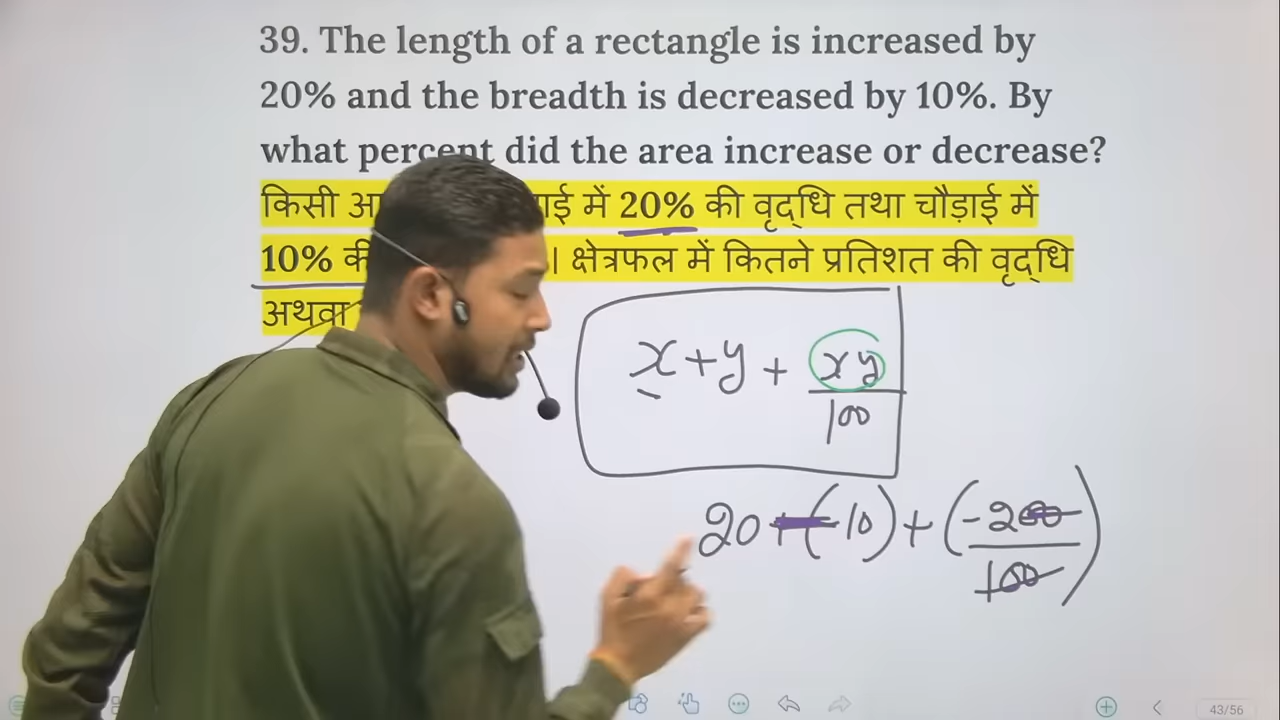 39. The length of a rectangle is increased by
20% and the breadth is decreased by 10%. By
what percent did the area increase or decrease?
किसी में 20% की वृद्धि तथा चौड़ाई में
10% । क्षेत्रफल में कितने प्रतिशत की वृद्धि
अथवा
x + y + xy/100
20 + (-10) + (-200/100)
43/56